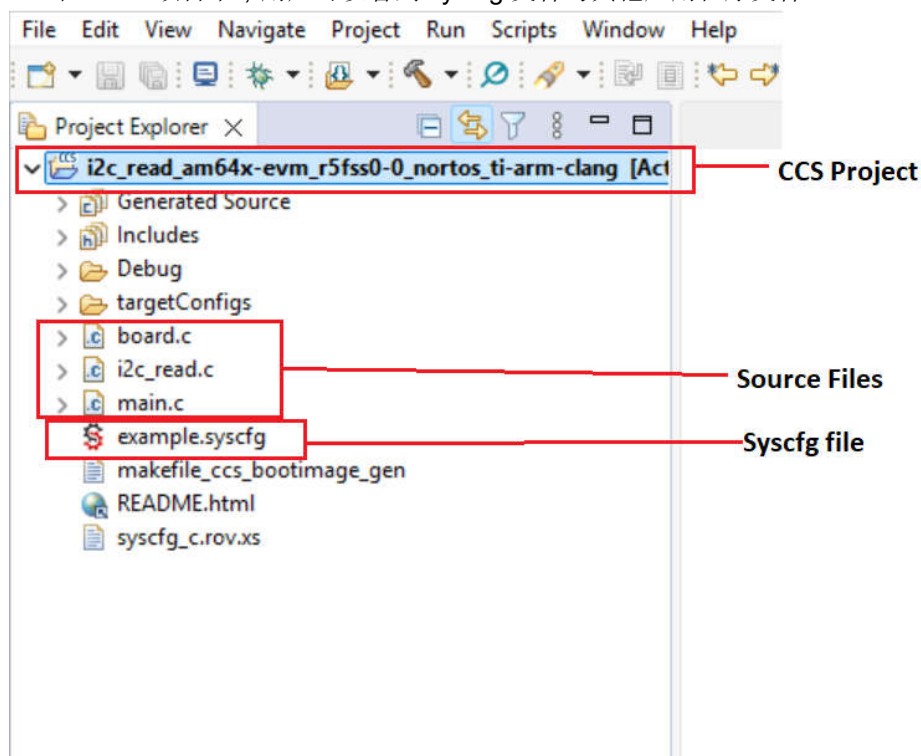 File Edit View Navigate Project Run Scripts Window Help
Project Explorer
i2c_read_am64x-evm_r5fss0-0_nortos_ti-arm-clang [Act
CCS Project
Generated Source
Includes
Debug
targetConfigs
board.c
i2c_read.c
Source Files
main.c
example.syscfg
Syscfg file
makefile_ccs_bootimage_gen
README.html
syscfg_c.rov.xs